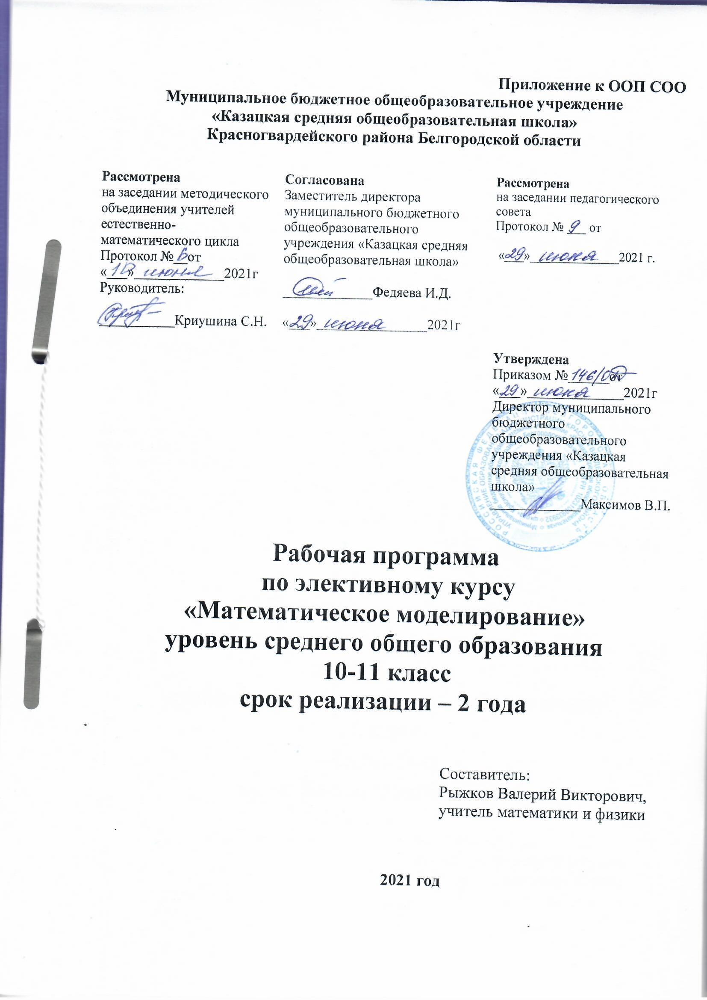 Приложение к ООП СОО
Муниципальное бюджетное общеобразовательное учреждение
«Казацкая средняя общеобразовательная школа»
Красногвардейского района Белгородской области
Рассмотрена
на заседании методического
объединения учителей
естественно-
математического цикла
Протокол № 6 от
« » июня 2021г
Руководитель:
Криушина С.Н.
Согласована
Заместитель директора
муниципального бюджетного
общеобразовательного
учреждения «Казацкая средняя
общеобразовательная школа»
Федяева И.Д.
«29» июня 2021г
Рассмотрена
на заседании педагогического
совета
Протокол № 9 от
«29» июня 2021 г.
Утверждена
Приказом № 146/ОД от
«29» июня 2021г
Директор муниципального
бюджетного
общеобразовательного
учреждения «Казацкая
средняя общеобразовательная
школа»
Максимов В.П.
Рабочая программа
по элективному курсу
«Математическое моделирование»
уровень среднего общего образования
10-11 класс
срок реализации – 2 года
Составитель:
Рыжков Валерий Викторович,
учитель математики и физики
2021 год